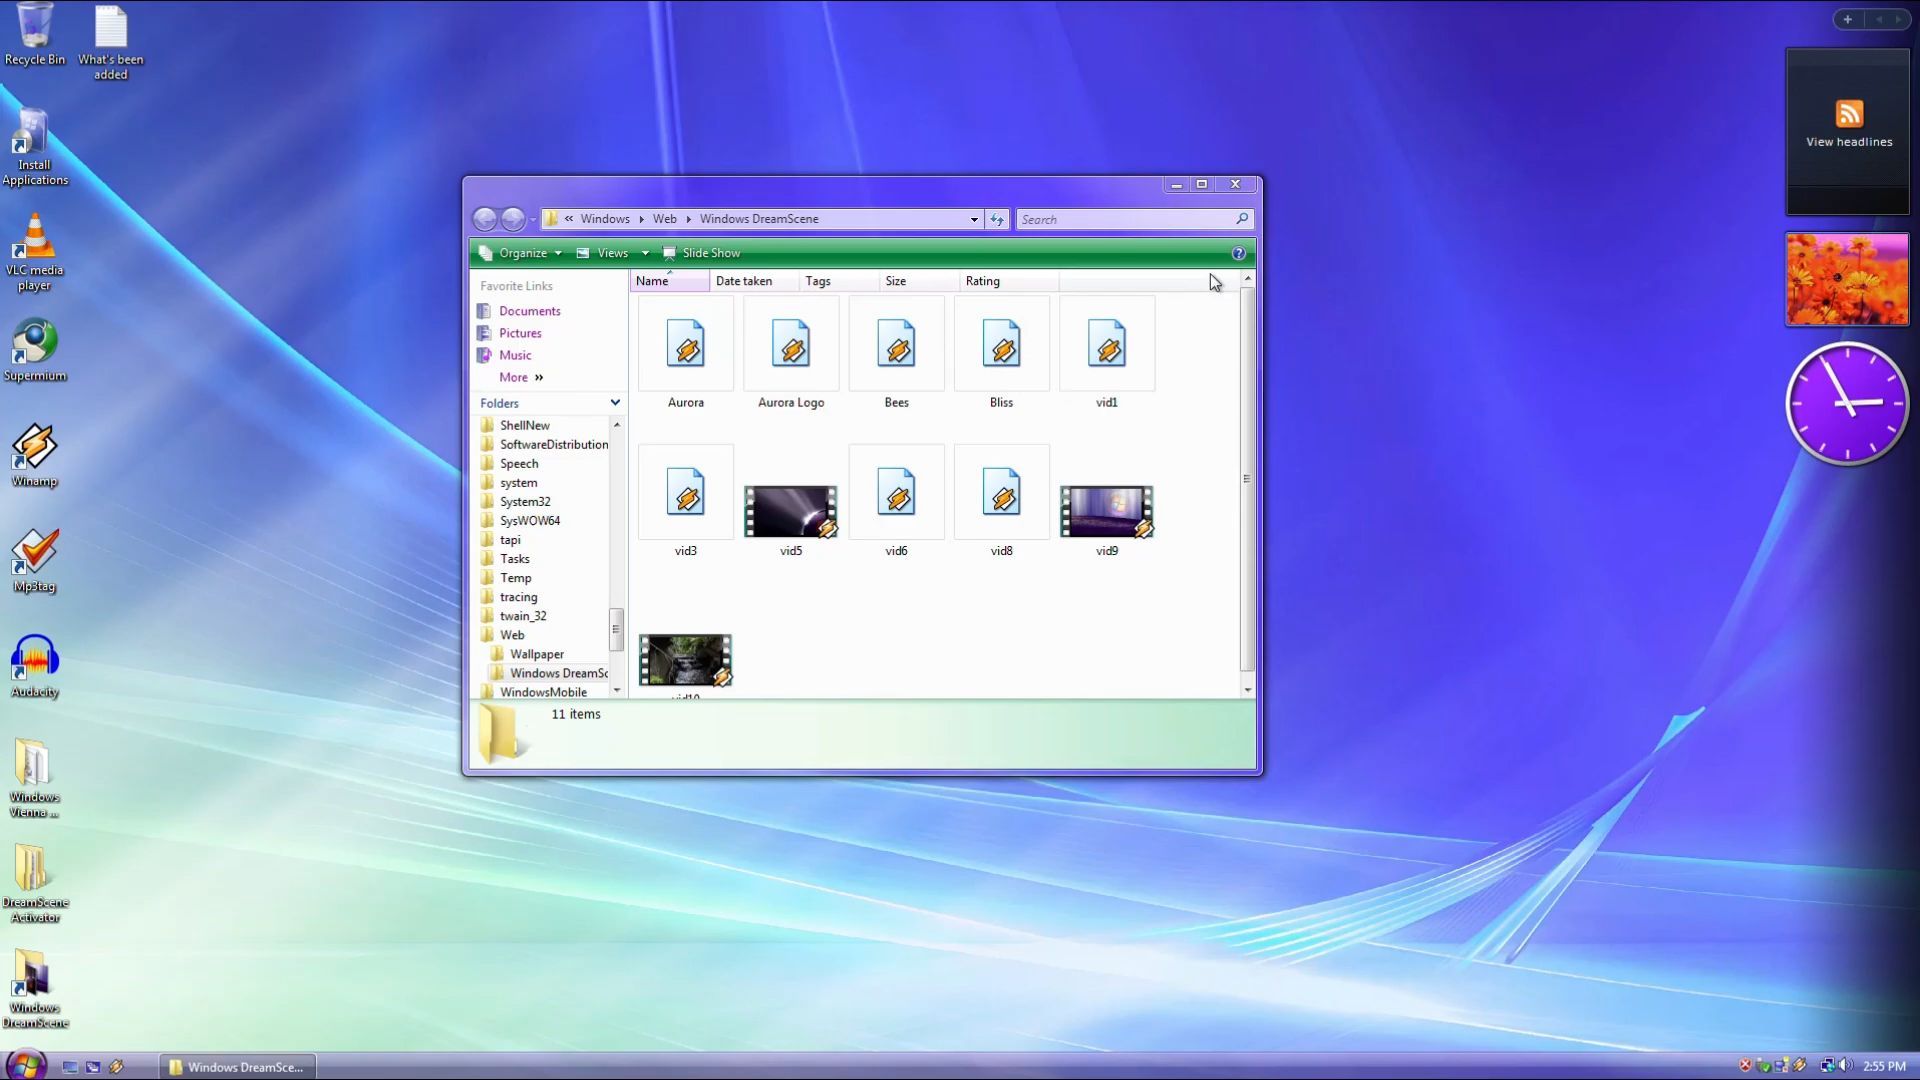 Recycle Bin
What's been
added
Install
Applications
VLC media
player
Supermium
Winamp
Mp3tag
Audacity
Windows
Vienna ...
DreamScene
Activator
Windows
DreamScene
« Windows Web Windows DreamScene
Search
Organize Views Slide Show
Favorite Links
Documents
Pictures
Music
More »
Folders
ShellNew
SoftwareDistribution
Speech
system
System32
SysWOW64
tapi
Tasks
Temp
tracing
twain_32
Web
Wallpaper
Windows DreamSc
WindowsMobile
Name Date taken Tags Size Rating
Aurora Aurora Logo Bees Bliss vid1
vid3 vid5 vid6 vid8 vid9
vid10
11 items
View headlines
Windows DreamSce...
2:55 PM